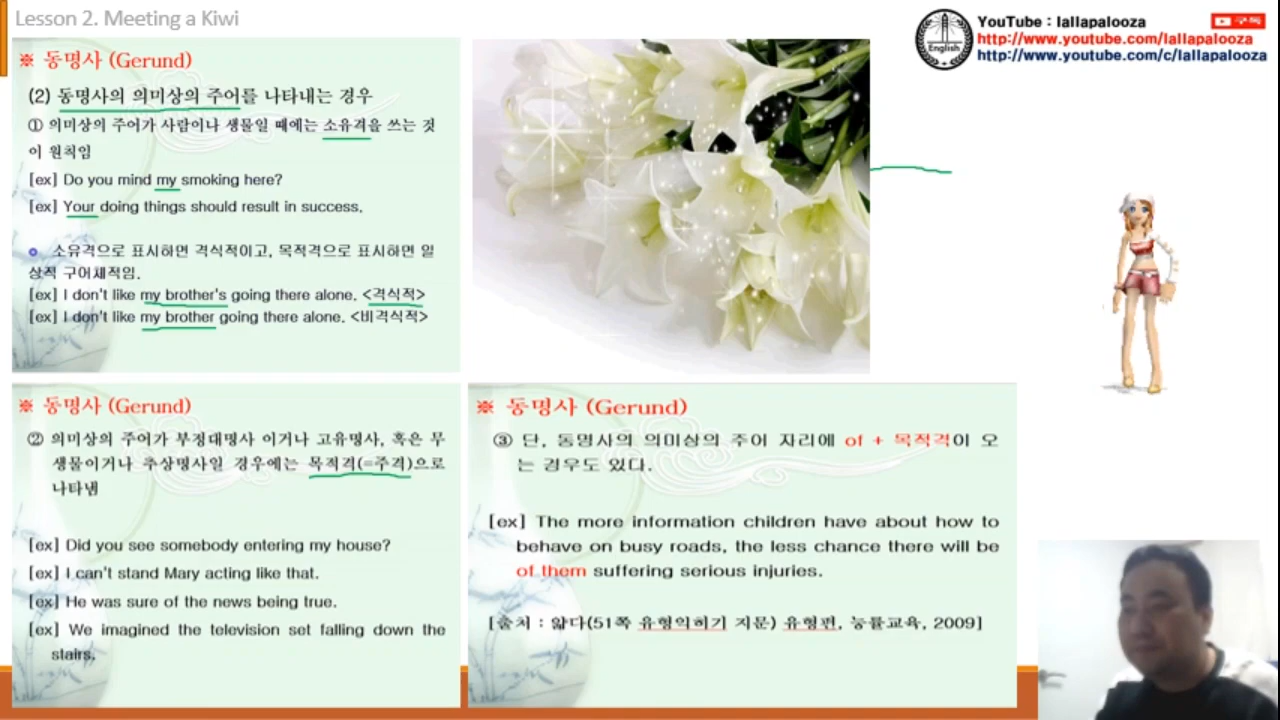 Lesson 2. Meeting a Kiwi
English
YouTube : lallapalooza
구독
http://www.youtube.com/lallapalooza
http://www.youtube.com/c/lallapalooza
※ 동명사 (Gerund)
(2) 동명사의 의미상의 주어를 나타내는 경우
① 의미상의 주어가 사람이나 생물일 때에는 소유격을 쓰는 것
이 원칙임
[ex] Do you mind my smoking here?
[ex] Your doing things should result in success.
소유격으로 표시하면 격식적이고, 목적격으로 표시하면 일
상적 구어체적임.
[ex] I don't like my brother's going there alone. <격식적>
[ex] I don't like my brother going there alone. <비격식적>
※ 동명사 (Gerund)
② 의미상의 주어가 부정대명사 이거나 고유명사, 혹은 무
생물이거나 추상명사일 경우에는 목적격(=주격)으로
나타냄
[ex] Did you see somebody entering my house?
[ex] I can't stand Mary acting like that.
[ex] He was sure of the news being true.
[ex] We imagined the television set falling down the
stairs.
※ 동명사 (Gerund)
③ 단, 동명사의 의미상의 주어 자리에 of + 목적격이 오
는 경우도 있다.
[ex] The more information children have about how to
behave on busy roads, the less chance there will be
of them suffering serious injuries.
[출처 : 앓다(51쪽 유형익히기 지문) 유형편, 능률교육, 2009]